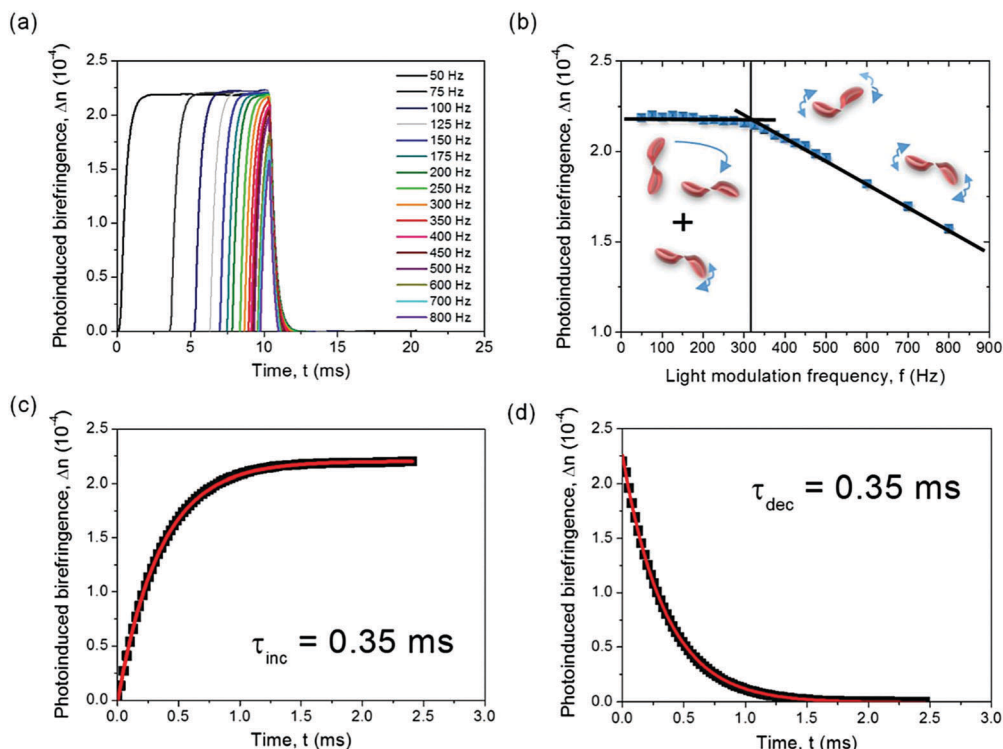 (a)
Photoinduced birefringence, Δn (10⁻⁴)
2.5
2.0
1.5
1.0
0.5
0.0
0 5 10 15 20 25
Time, t (ms)
50 Hz
75 Hz
100 Hz
125 Hz
150 Hz
175 Hz
200 Hz
250 Hz
300 Hz
350 Hz
400 Hz
450 Hz
500 Hz
600 Hz
700 Hz
800 Hz
(b)
Photoinduced birefringence, Δn (10⁻⁴)
2.5
2.0
1.5
1.0
+
0 100 200 300 400 500 600 700 800 900
Light modulation frequency, f (Hz)
(c)
Photoinduced birefringence, Δn (10⁻⁴)
2.5
2.0
1.5
1.0
0.5
0.0
τinc = 0.35 ms
0.0 0.5 1.0 1.5 2.0 2.5 3.0
Time, t (ms)
(d)
Photoinduced birefringence, Δn (10⁻⁴)
2.5
2.0
1.5
1.0
0.5
0.0
τdec = 0.35 ms
0.0 0.5 1.0 1.5 2.0 2.5 3.0
Time, t (ms)